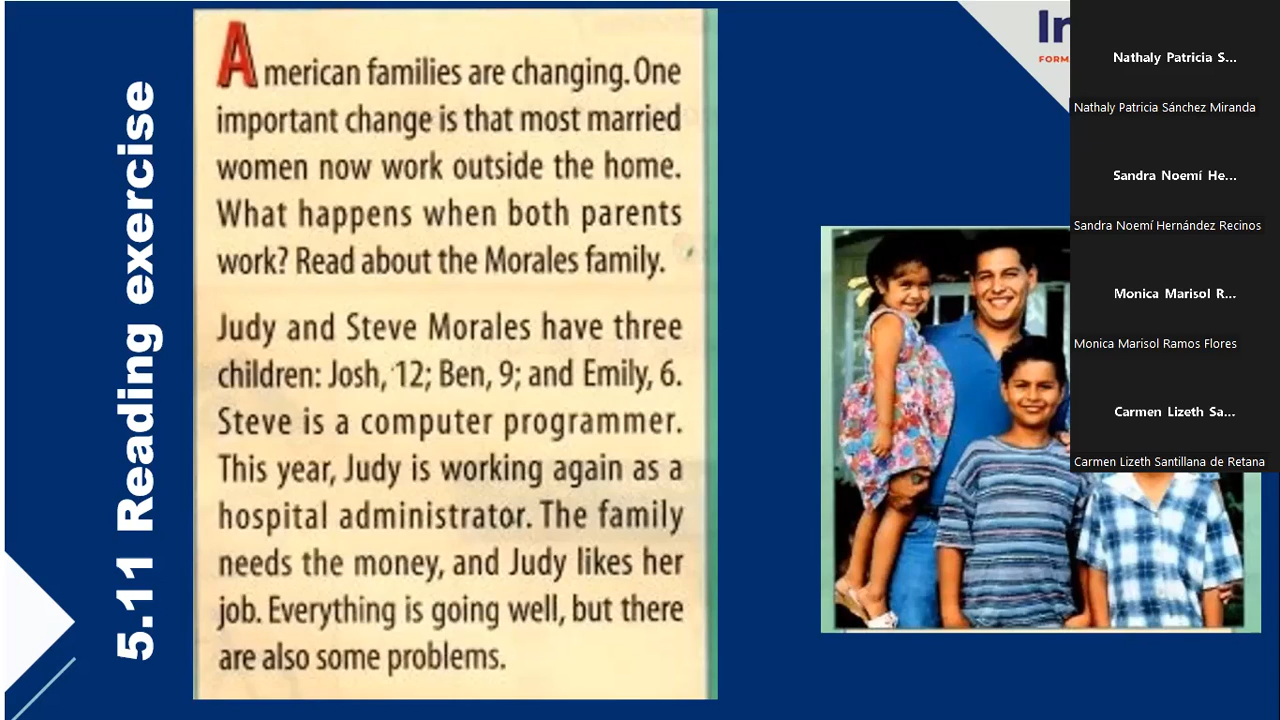 5.11 Reading exercise
American families are changing. One
important change is that most married
women now work outside the home.
What happens when both parents
work? Read about the Morales family.
Judy and Steve Morales have three
children: Josh, 12; Ben, 9; and Emily, 6.
Steve is a computer programmer.
This year, Judy is working again as a
hospital administrator. The family
needs the money, and Judy likes her
job. Everything is going well, but there
are also some problems.
In
FORM
Nathaly Patricia S...
Nathaly Patricia Sánchez Miranda
Sandra Noemí He...
Sandra Noemí Hernández Recinos
Monica Marisol R...
Monica Marisol Ramos Flores
Carmen Lizeth Sa...
Carmen Lizeth Santillana de Retana